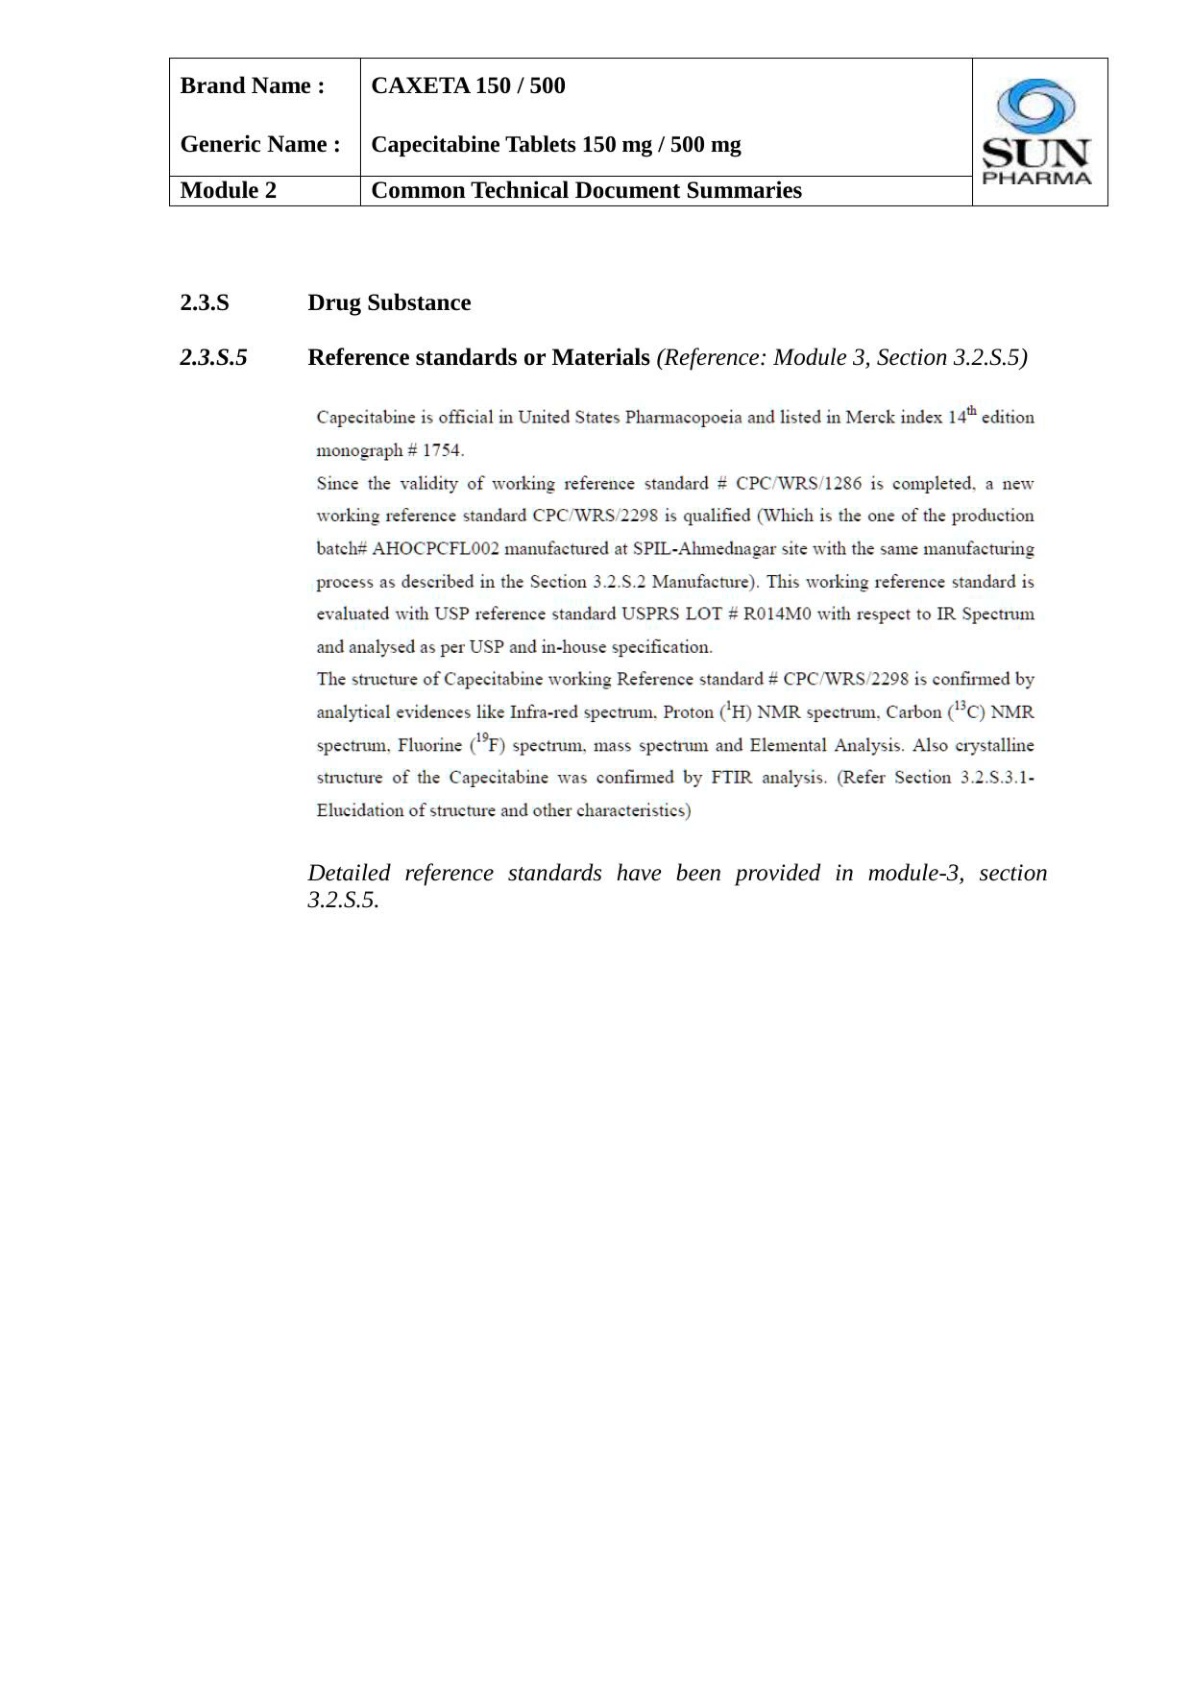 Brand Name :
CAXETA 150 / 500
Generic Name :
Capecitabine Tablets 150 mg / 500 mg
SUN
PHARMA
Module 2
Common Technical Document Summaries
2.3.S Drug Substance
2.3.S.5 Reference standards or Materials (Reference: Module 3, Section 3.2.S.5)
Capecitabine is official in United States Pharmacopoeia and listed in Merck index 14th edition
monograph # 1754.
Since the validity of working reference standard # CPC/WRS/1286 is completed, a new
working reference standard CPC/WRS/2298 is qualified (Which is the one of the production
batch# AHOCPCFL002 manufactured at SPIL-Ahmednagar site with the same manufacturing
process as described in the Section 3.2.S.2 Manufacture). This working reference standard is
evaluated with USP reference standard USPRS LOT # R014M0 with respect to IR Spectrum
and analysed as per USP and in-house specification.
The structure of Capecitabine working Reference standard # CPC/WRS/2298 is confirmed by
analytical evidences like Infra-red spectrum, Proton (¹H) NMR spectrum, Carbon (¹³C) NMR
spectrum, Fluorine (¹⁹F) spectrum, mass spectrum and Elemental Analysis. Also crystalline
structure of the Capecitabine was confirmed by FTIR analysis. (Refer Section 3.2.S.3.1-
Elucidation of structure and other characteristics)
Detailed reference standards have been provided in module-3, section
3.2.S.5.